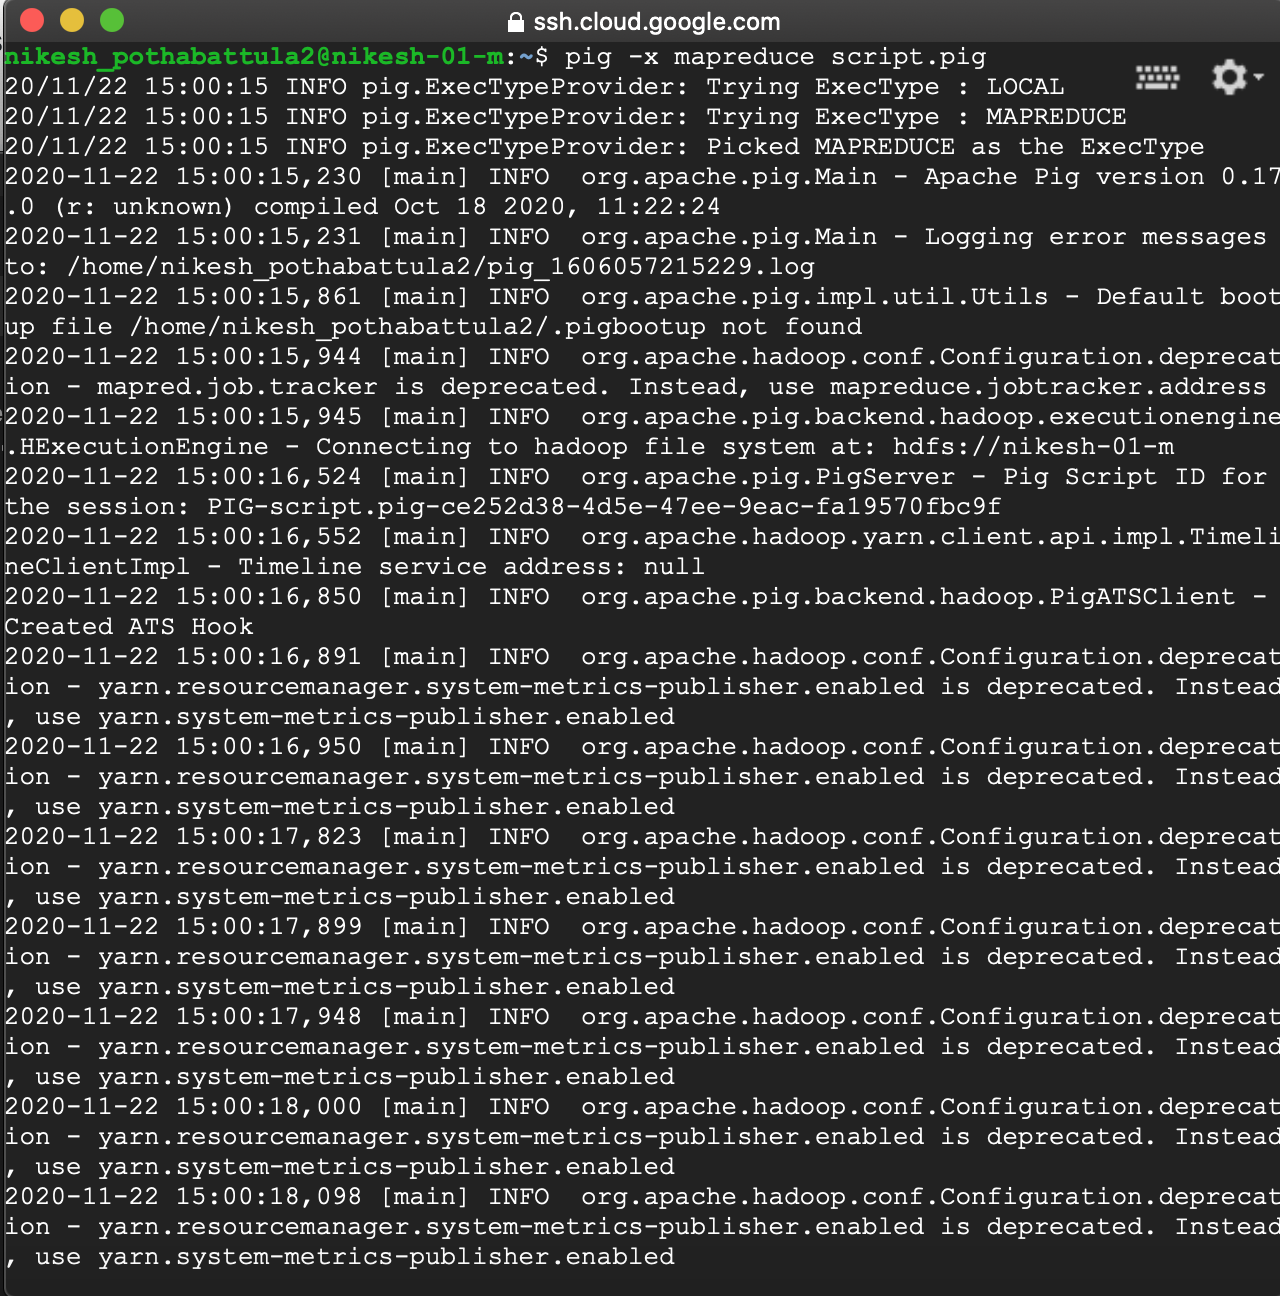 ssh.cloud.google.com
nikesh_pothabattula2@nikesh-01-m:~$ pig -x mapreduce script.pig
20/11/22 15:00:15 INFO pig.ExecTypeProvider: Trying ExecType : LOCAL
20/11/22 15:00:15 INFO pig.ExecTypeProvider: Trying ExecType : MAPREDUCE
20/11/22 15:00:15 INFO pig.ExecTypeProvider: Picked MAPREDUCE as the ExecType
2020-11-22 15:00:15,230 [main] INFO  org.apache.pig.Main - Apache Pig version 0.17
.0 (r: unknown) compiled Oct 18 2020, 11:22:24
2020-11-22 15:00:15,231 [main] INFO  org.apache.pig.Main - Logging error messages
to: /home/nikesh_pothabattula2/pig_1606057215229.log
2020-11-22 15:00:15,861 [main] INFO  org.apache.pig.impl.util.Utils - Default boot
up file /home/nikesh_pothabattula2/.pigbootup not found
2020-11-22 15:00:15,944 [main] INFO  org.apache.hadoop.conf.Configuration.deprecat
ion - mapred.job.tracker is deprecated. Instead, use mapreduce.jobtracker.address
2020-11-22 15:00:15,945 [main] INFO  org.apache.pig.backend.hadoop.executionengine
.HExecutionEngine - Connecting to hadoop file system at: hdfs://nikesh-01-m
2020-11-22 15:00:16,524 [main] INFO  org.apache.pig.PigServer - Pig Script ID for
the session: PIG-script.pig-ce252d38-4d5e-47ee-9eac-fa19570fbc9f
2020-11-22 15:00:16,552 [main] INFO  org.apache.hadoop.yarn.client.api.impl.Timeli
neClientImpl - Timeline service address: null
2020-11-22 15:00:16,850 [main] INFO  org.apache.pig.backend.hadoop.PigATSClient -
Created ATS Hook
2020-11-22 15:00:16,891 [main] INFO  org.apache.hadoop.conf.Configuration.deprecat
ion - yarn.resourcemanager.system-metrics-publisher.enabled is deprecated. Instead
, use yarn.system-metrics-publisher.enabled
2020-11-22 15:00:16,950 [main] INFO  org.apache.hadoop.conf.Configuration.deprecat
ion - yarn.resourcemanager.system-metrics-publisher.enabled is deprecated. Instead
, use yarn.system-metrics-publisher.enabled
2020-11-22 15:00:17,823 [main] INFO  org.apache.hadoop.conf.Configuration.deprecat
ion - yarn.resourcemanager.system-metrics-publisher.enabled is deprecated. Instead
, use yarn.system-metrics-publisher.enabled
2020-11-22 15:00:17,899 [main] INFO  org.apache.hadoop.conf.Configuration.deprecat
ion - yarn.resourcemanager.system-metrics-publisher.enabled is deprecated. Instead
, use yarn.system-metrics-publisher.enabled
2020-11-22 15:00:17,948 [main] INFO  org.apache.hadoop.conf.Configuration.deprecat
ion - yarn.resourcemanager.system-metrics-publisher.enabled is deprecated. Instead
, use yarn.system-metrics-publisher.enabled
2020-11-22 15:00:18,000 [main] INFO  org.apache.hadoop.conf.Configuration.deprecat
ion - yarn.resourcemanager.system-metrics-publisher.enabled is deprecated. Instead
, use yarn.system-metrics-publisher.enabled
2020-11-22 15:00:18,098 [main] INFO  org.apache.hadoop.conf.Configuration.deprecat
ion - yarn.resourcemanager.system-metrics-publisher.enabled is deprecated. Instead
, use yarn.system-metrics-publisher.enabled